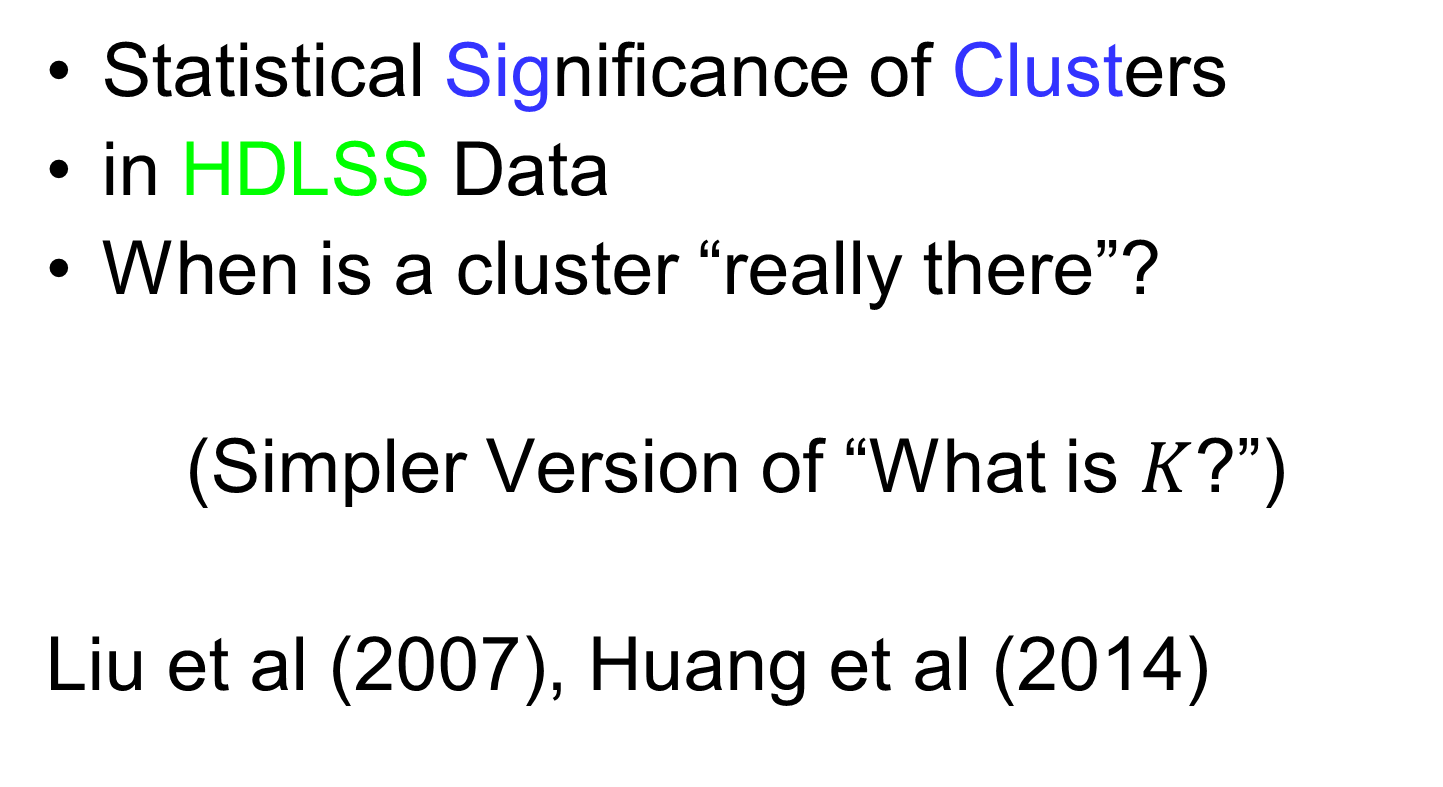 • Statistical Significance of Clusters
• in HDLSS Data
• When is a cluster “really there”?
(Simpler Version of “What is 𝐾?”)
Liu et al (2007), Huang et al (2014)